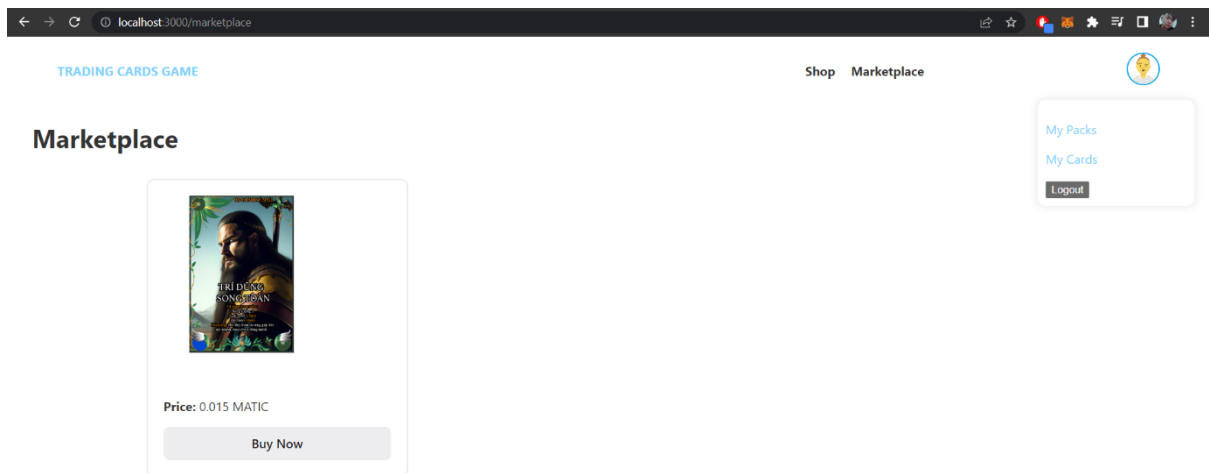 localhost:3000/marketplace
TRADING CARDS GAME
Shop
Marketplace
My Packs
My Cards
Logout
Marketplace
TRÍ DŨNG
SONG TOÀN
Price: 0.015 MATIC
Buy Now